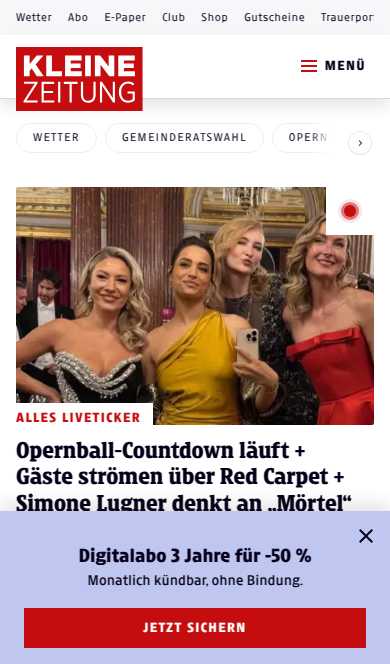 Wetter Abo E-Paper Club Shop Gutscheine Trauerpor
KLEINE
ZEITUNG
MENÜ
WETTER GEMEINDERATSWAHL OPERN
ALLES LIVETICKER
Opernball-Countdown läuft +
Gäste strömen über Red Carpet +
Simone Lugner denkt an „Mörtel“
Digitalabo 3 Jahre für -50 %
Monatlich kündbar, ohne Bindung.
JETZT SICHERN